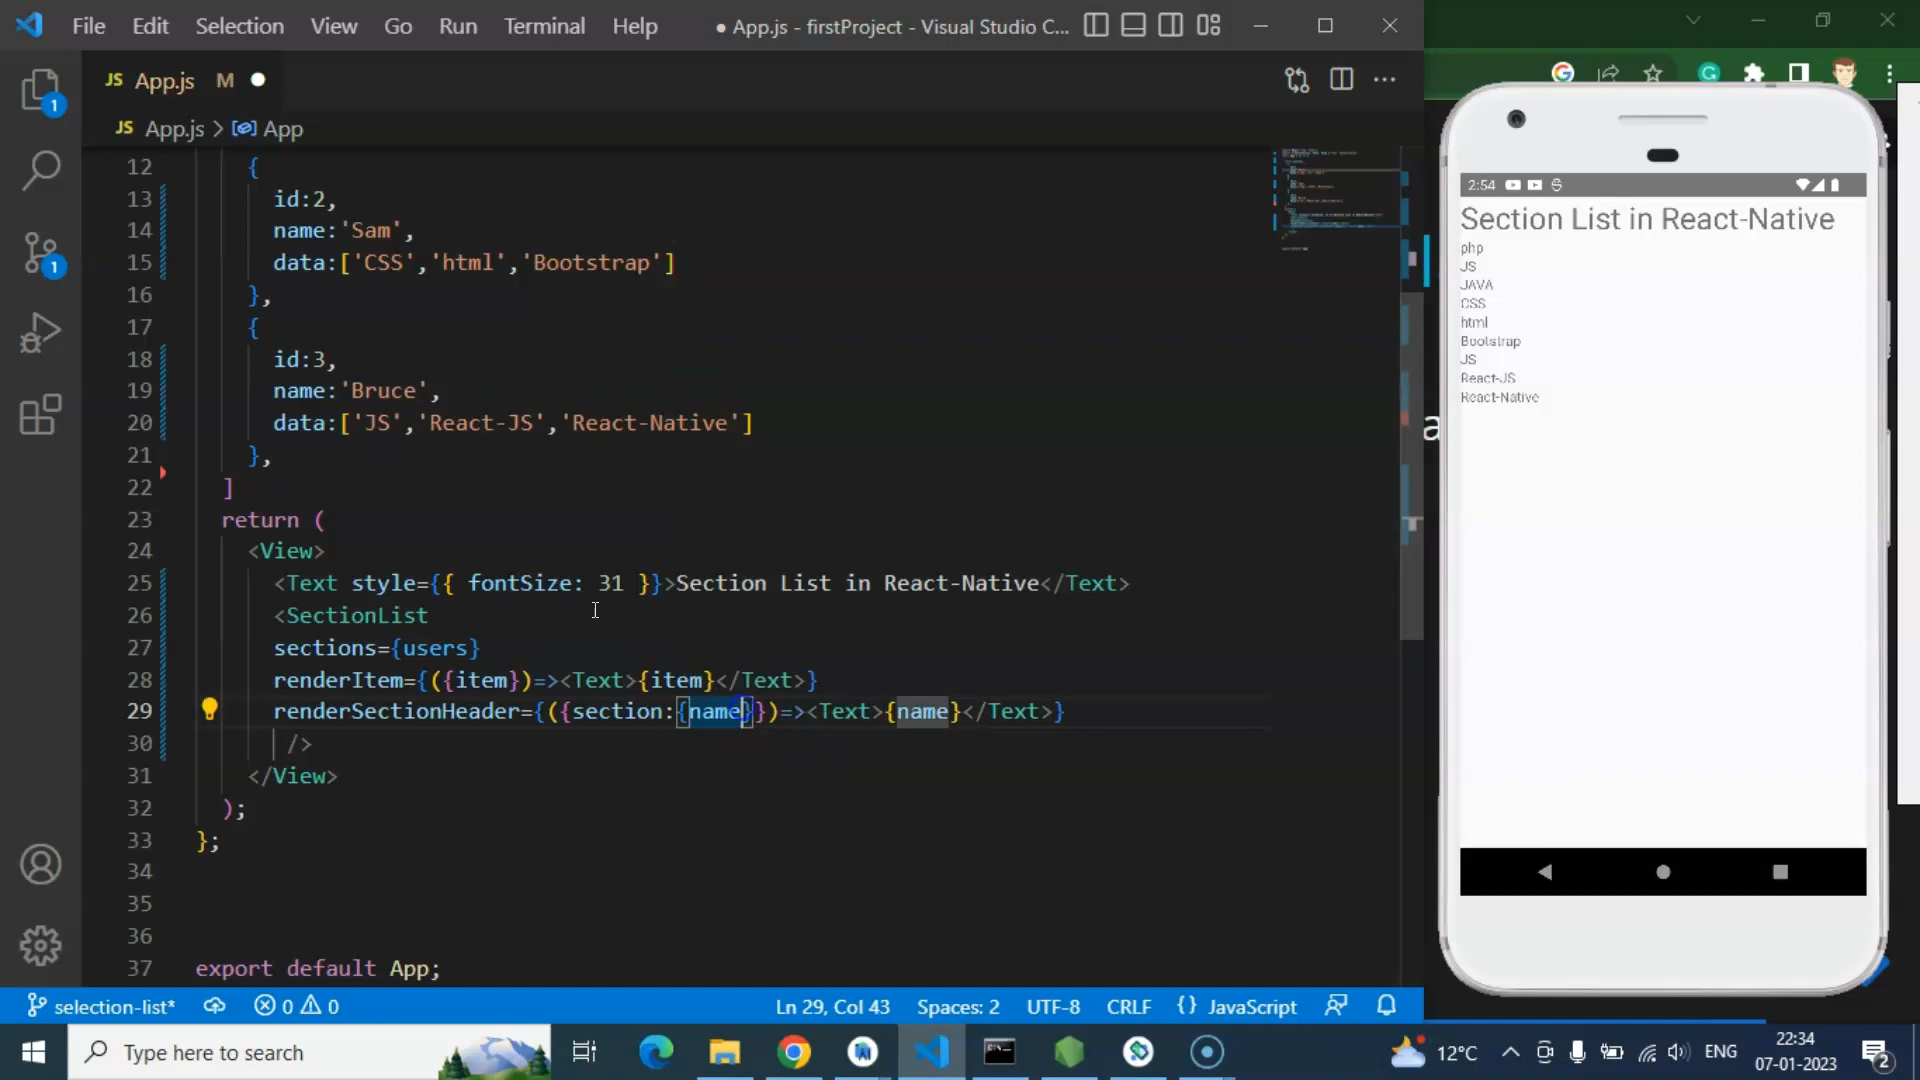 File Edit Selection View Go Run Terminal Help ● App.js - firstProject - Visual Studio C...
JS App.js M
JS App.js > App
12 {
13 id:2,
14 name:'Sam',
15 data:['CSS','html','Bootstrap']
16 },
17 {
18 id:3,
19 name:'Bruce',
20 data:['JS','React-JS','React-Native']
21 },
22 ]
23 return (
24 <View>
25 <Text style={{ fontSize: 31 }}>Section List in React-Native</Text>
26 <SectionList
27 sections={users}
28 renderItem={({item})=><Text>{item}</Text>}
29 renderSectionHeader={({section:{name}})=><Text>{name}</Text>}
30 />
31 </View>
32 );
33 };
34
35
36
37 export default App;
1
1
selection-list* 0 0 Ln 29, Col 43 Spaces: 2 UTF-8 CRLF {} JavaScript
2:54
Section List in React-Native
php
JS
JAVA
CSS
html
Bootstrap
JS
React-JS
React-Native
a
Type here to search
12°C ENG 22:34
07-01-2023
2